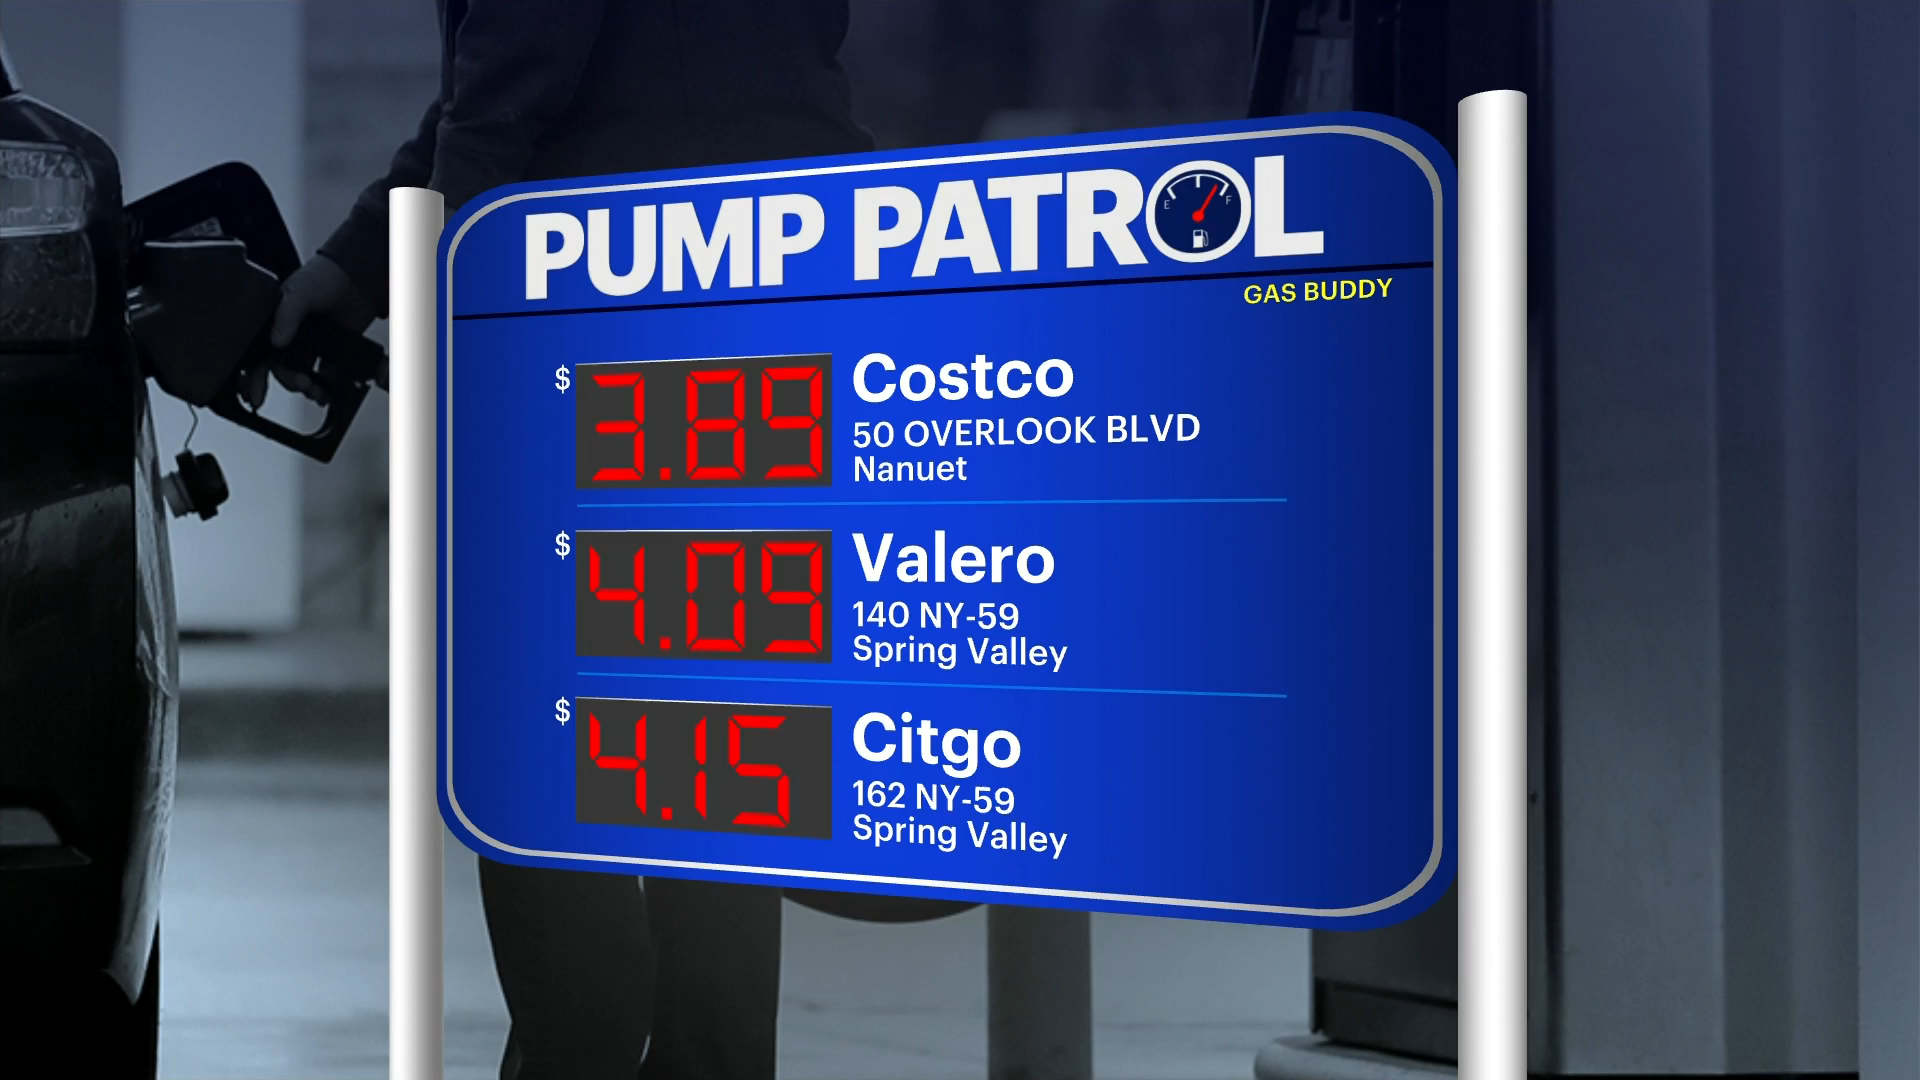 PUMP PATROL
GAS BUDDY
$ 3.89
Costco
50 OVERLOOK BLVD
Nanuet
$ 4.09
Valero
140 NY-59
Spring Valley
$ 4.15
Citgo
162 NY-59
Spring Valley